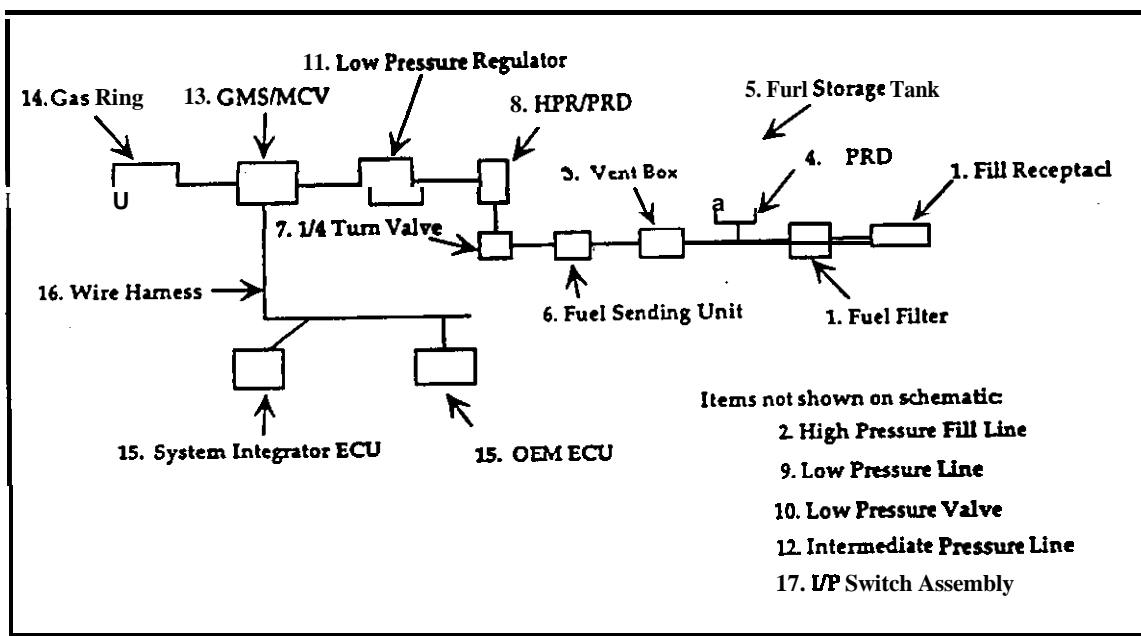 11. Low Pressure Regulator
14. Gas Ring
13. GMS/MCV
8. HPR/PRD
5. Furl Storage Tank
4. PRD
3. Vent Box
1. Fill Receptacl
U
a
7. 1/4 Turn Valve
16. Wire Harness
6. Fuel Sending Unit
1. Fuel Filter
15. System Integrator ECU
15. OEM ECU
Items not shown on schematic:
2. High Pressure Fill Line
9. Low Pressure Line
10. Low Pressure Valve
12. Intermediate Pressure Line
17. I/P Switch Assembly